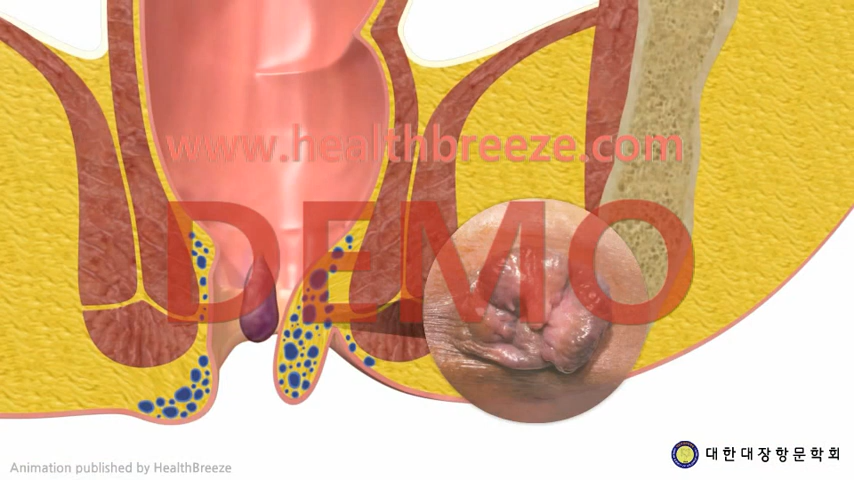 www.healthbreeze.com
DEMO
대한대장항문학회
Animation published by HealthBreeze